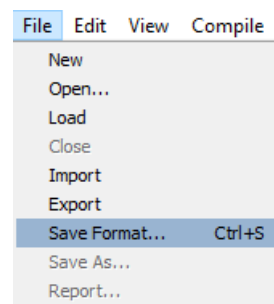 File Edit View Compile
New
Open...
Load
Close
Import
Export
Save Format... Ctrl+S
Save As...
Report...